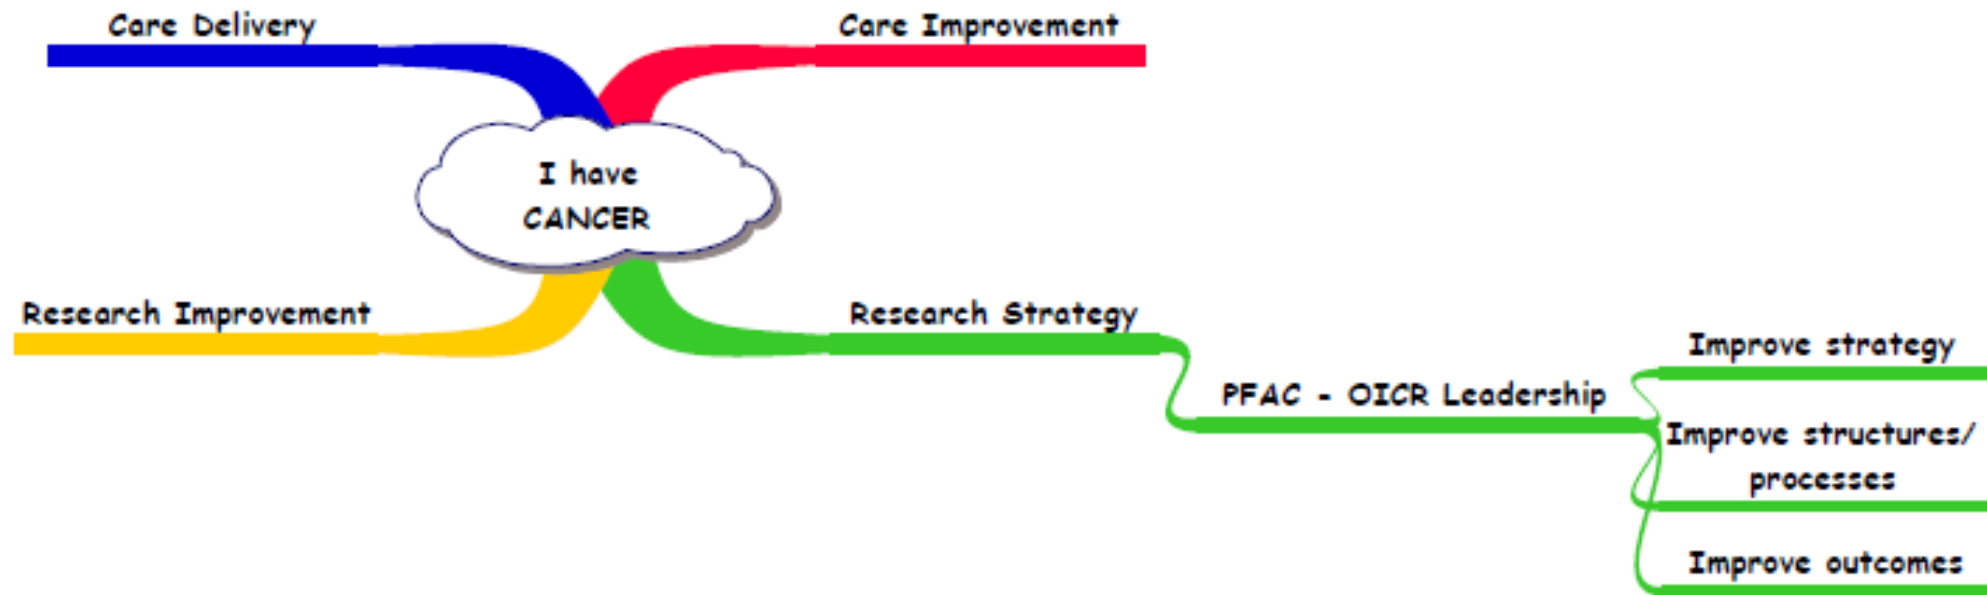 Care Delivery
Care Improvement
I have
CANCER
Research Improvement
Research Strategy
PFAC - OICR Leadership
Improve strategy
Improve structures/
processes
Improve outcomes